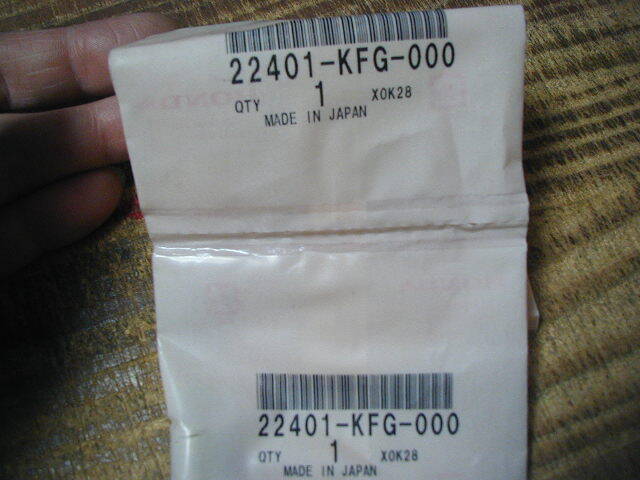 22401-KFG-000
QTY 1 X0K28
MADE IN JAPAN
22401-KFG-000
QTY 1 X0K28
MADE IN JAPAN